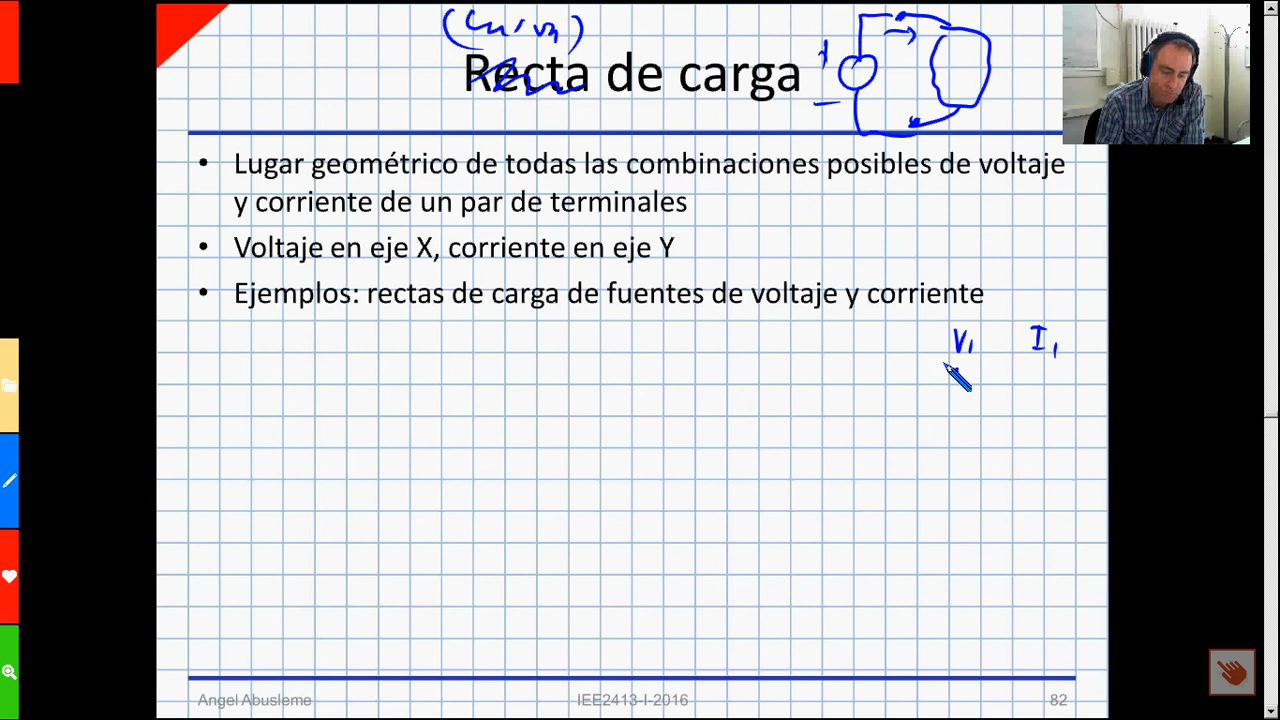 (Curva)
Recta de carga
+
−
• Lugar geométrico de todas las combinaciones posibles de voltaje
y corriente de un par de terminales
• Voltaje en eje X, corriente en eje Y
• Ejemplos: rectas de carga de fuentes de voltaje y corriente
V1 I1
Angel Abusleme IEE2413-I-2016 82